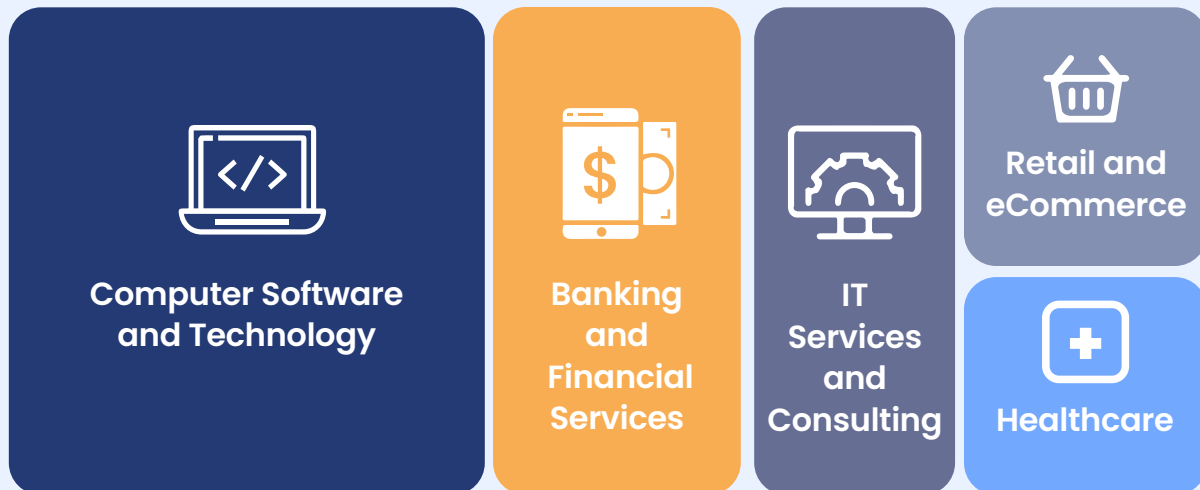 Computer Software
and Technology
$
Banking
and
Financial
Services
IT
Services
and
Consulting
Retail and
eCommerce
Healthcare